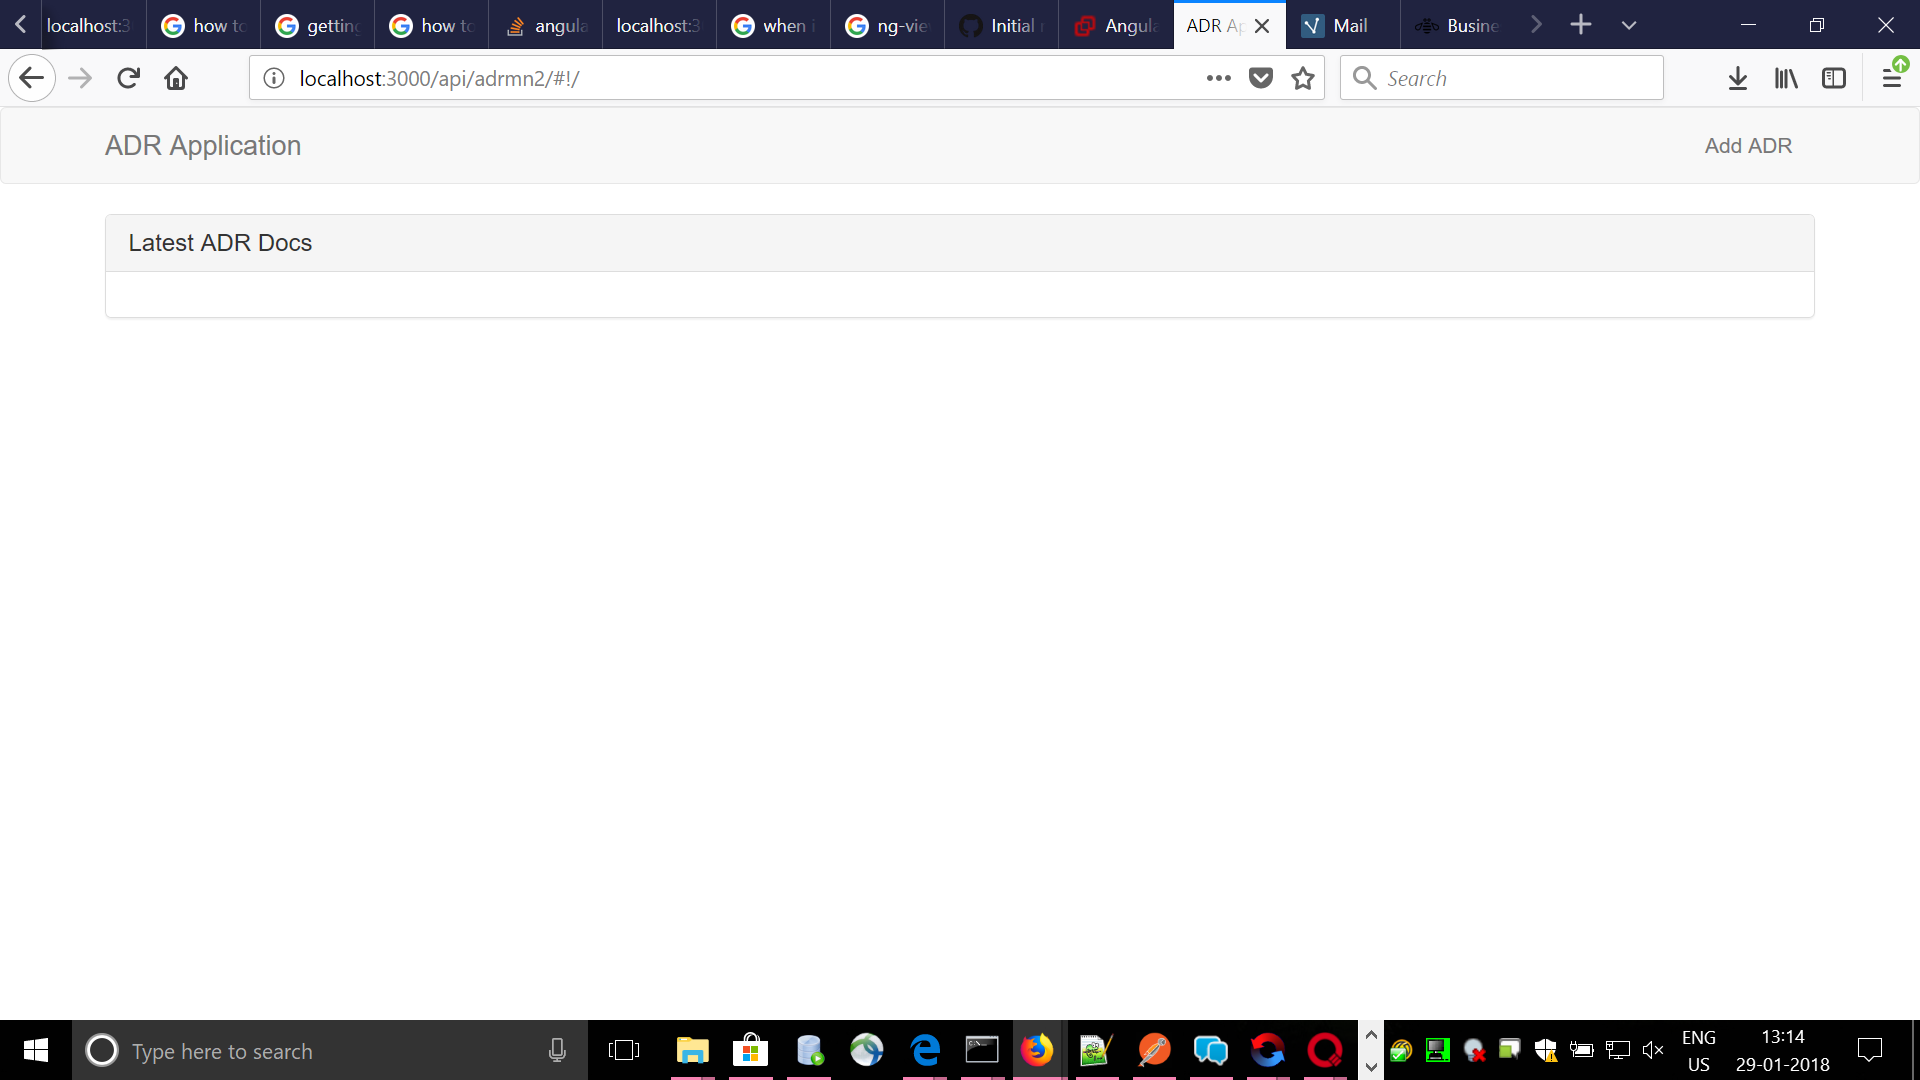 localhost:3
how to
getting
how to
angula
localhost:3
when i
ng-vie
Initial
Angula
ADR Ap
Mail
Busine
localhost:3000/api/adrmn2/#!/
Search
ADR Application
Add ADR
Latest ADR Docs
Type here to search
ENG
US
13:14
29-01-2018